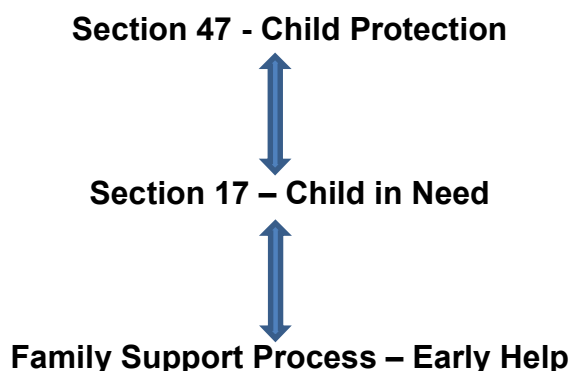 Section 47 - Child Protection
Section 17 – Child in Need
Family Support Process – Early Help